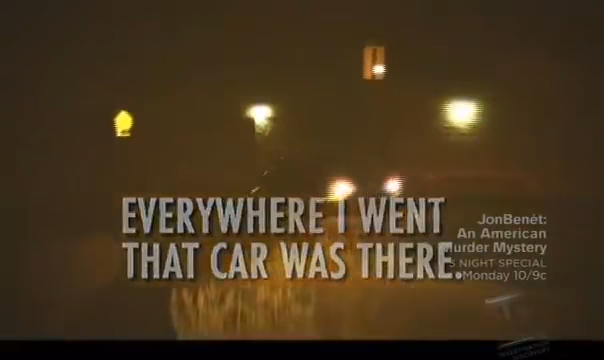 EVERYWHERE I WENT
THAT CAR WAS THERE.
JonBenét:
An American
Murder Mystery
NIGHT SPECIAL
Monday 10/9c